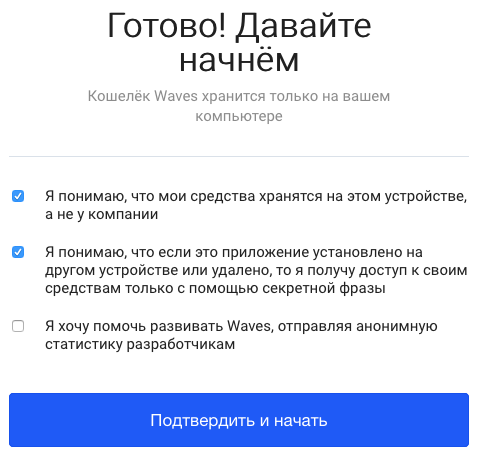 Готово! Давайте
начнём
Кошелёк Waves хранится только на вашем
компьютере
Я понимаю, что мои средства хранятся на этом устройстве,
а не у компании
Я понимаю, что если это приложение установлено на
другом устройстве или удалено, то я получу доступ к своим
средствам только с помощью секретной фразы
Я хочу помочь развивать Waves, отправляя анонимную
статистику разработчикам
Подтвердить и начать